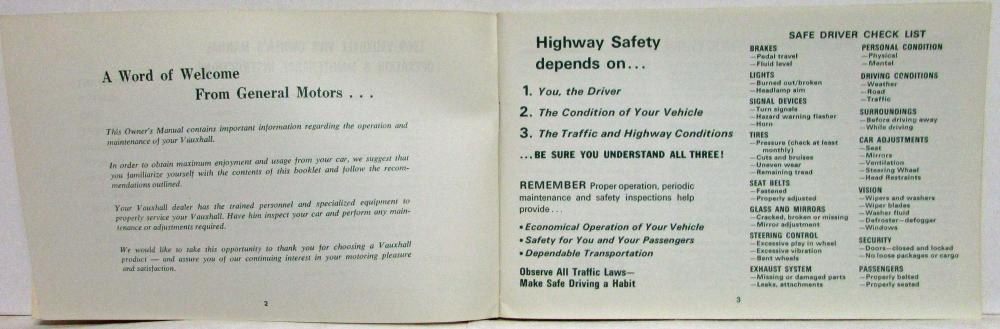 A Word of Welcome
From General Motors . . .
This Owner's Manual contains important information regarding the operation and
maintenance of your Vauxhall.
In order to obtain maximum enjoyment and usage from your car, we suggest that
you familiarize yourself with the contents of this booklet and follow the recom-
mendations outlined.
Your Vauxhall dealer has the trained personnel and specialized equipment to
properly service your Vauxhall. Have him inspect your car and perform any main-
tenance or adjustments required.
We would like to take this opportunity to thank you for choosing a Vauxhall
product — and assure you of our continuing interest in your motoring pleasure
and satisfaction.
2
Highway Safety
depends on...
1. You, the Driver
2. The Condition of Your Vehicle
3. The Traffic and Highway Conditions
...BE SURE YOU UNDERSTAND ALL THREE!
REMEMBER Proper operation, periodic
maintenance and safety inspections help
provide...
• Economical Operation of Your Vehicle
• Safety for You and Your Passengers
• Dependable Transportation
Observe All Traffic Laws—
Make Safe Driving a Habit
SAFE DRIVER CHECK LIST
BRAKES
—Pedal travel
—Fluid level
LIGHTS
—Burned out/broken
—Headlamp aim
SIGNAL DEVICES
—Turn signals
—Hazard warning flasher
—Horn
TIRES
—Pressure (check at least
monthly)
—Cuts and bruises
—Uneven wear
—Remaining tread
SEAT BELTS
—Fastened
—Properly adjusted
GLASS AND MIRRORS
—Cracked, broken or missing
—Mirror adjustment
STEERING CONTROL
—Excessive play in wheel
—Excessive vibration
—Bent wheels
EXHAUST SYSTEM
—Missing or damaged parts
—Leaks, attachments
PERSONAL CONDITION
—Physical
—Mental
DRIVING CONDITIONS
—Weather
—Road
—Traffic
SURROUNDINGS
—Before driving away
—While driving
CAR ADJUSTMENTS
—Seat
—Mirrors
—Ventilation
—Steering Wheel
—Head Restraints
VISION
—Wipers and washers
—Wiper blades
—Washer fluid
—Defroster—defogger
—Windows
SECURITY
—Doors—closed and locked
—No loose packages or cargo
PASSENGERS
—Properly belted
—Properly seated
3